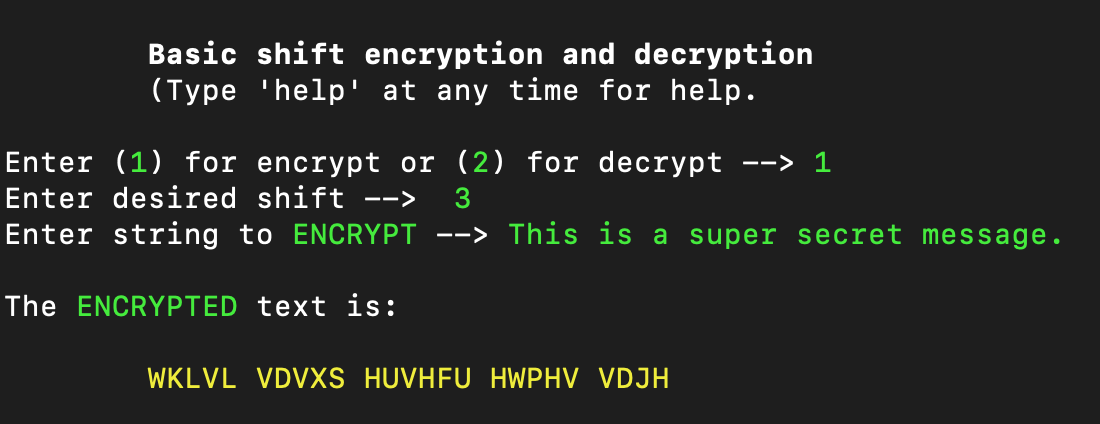 Basic shift encryption and decryption
(Type 'help' at any time for help.
Enter (1) for encrypt or (2) for decrypt --> 1
Enter desired shift -->  3
Enter string to ENCRYPT --> This is a super secret message.
The ENCRYPTED text is:
WKLVL VDVXS HUVHFU HWPHV VDJH